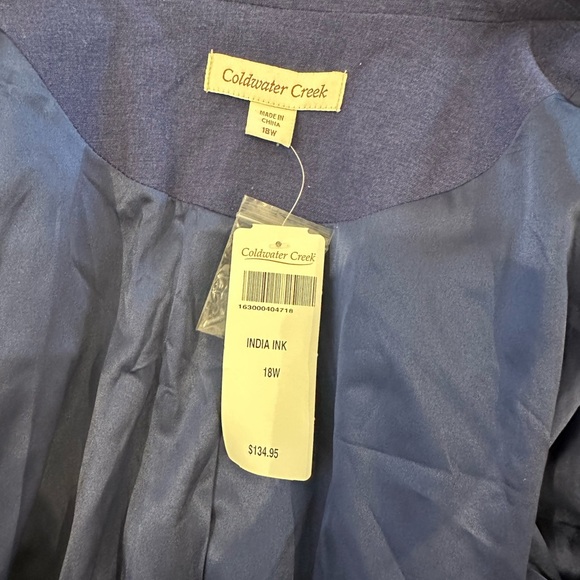 Coldwater Creek
MADE IN
CHINA
18W
Coldwater Creek
163000404718
INDIA INK
18W
$134.95